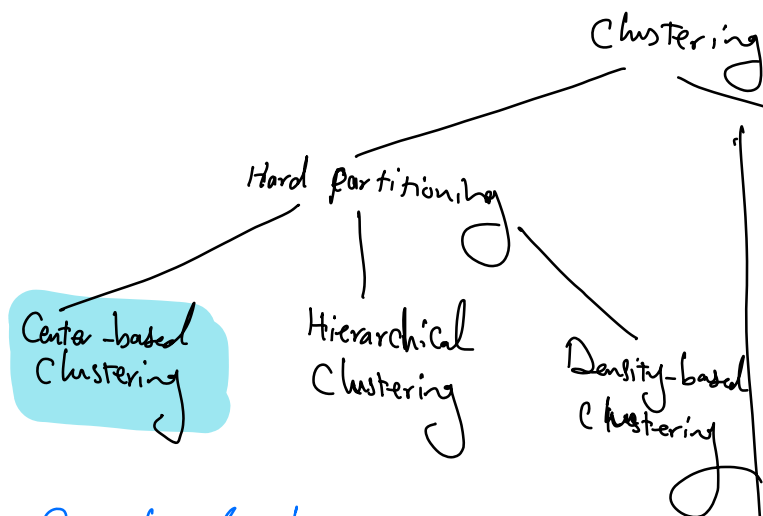 Clustering
Hard partitioning
Center-based
Clustering
Hierarchical
Clustering
Density-based
Clustering